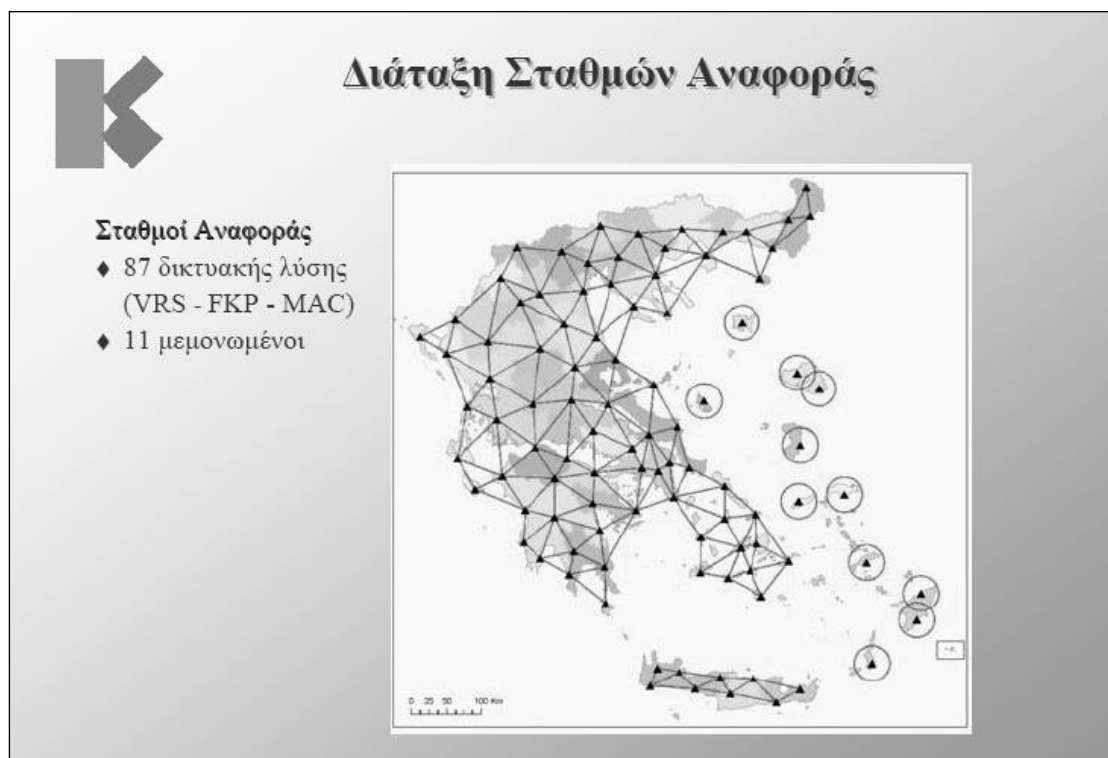 Διάταξη Σταθμών Αναφοράς
Σταθμοί Αναφοράς
♦ 87 δικτυακής λύσης
(VRS - FKP - MAC)
♦ 11 μεμονωμένοι
0 25 50 100 Km